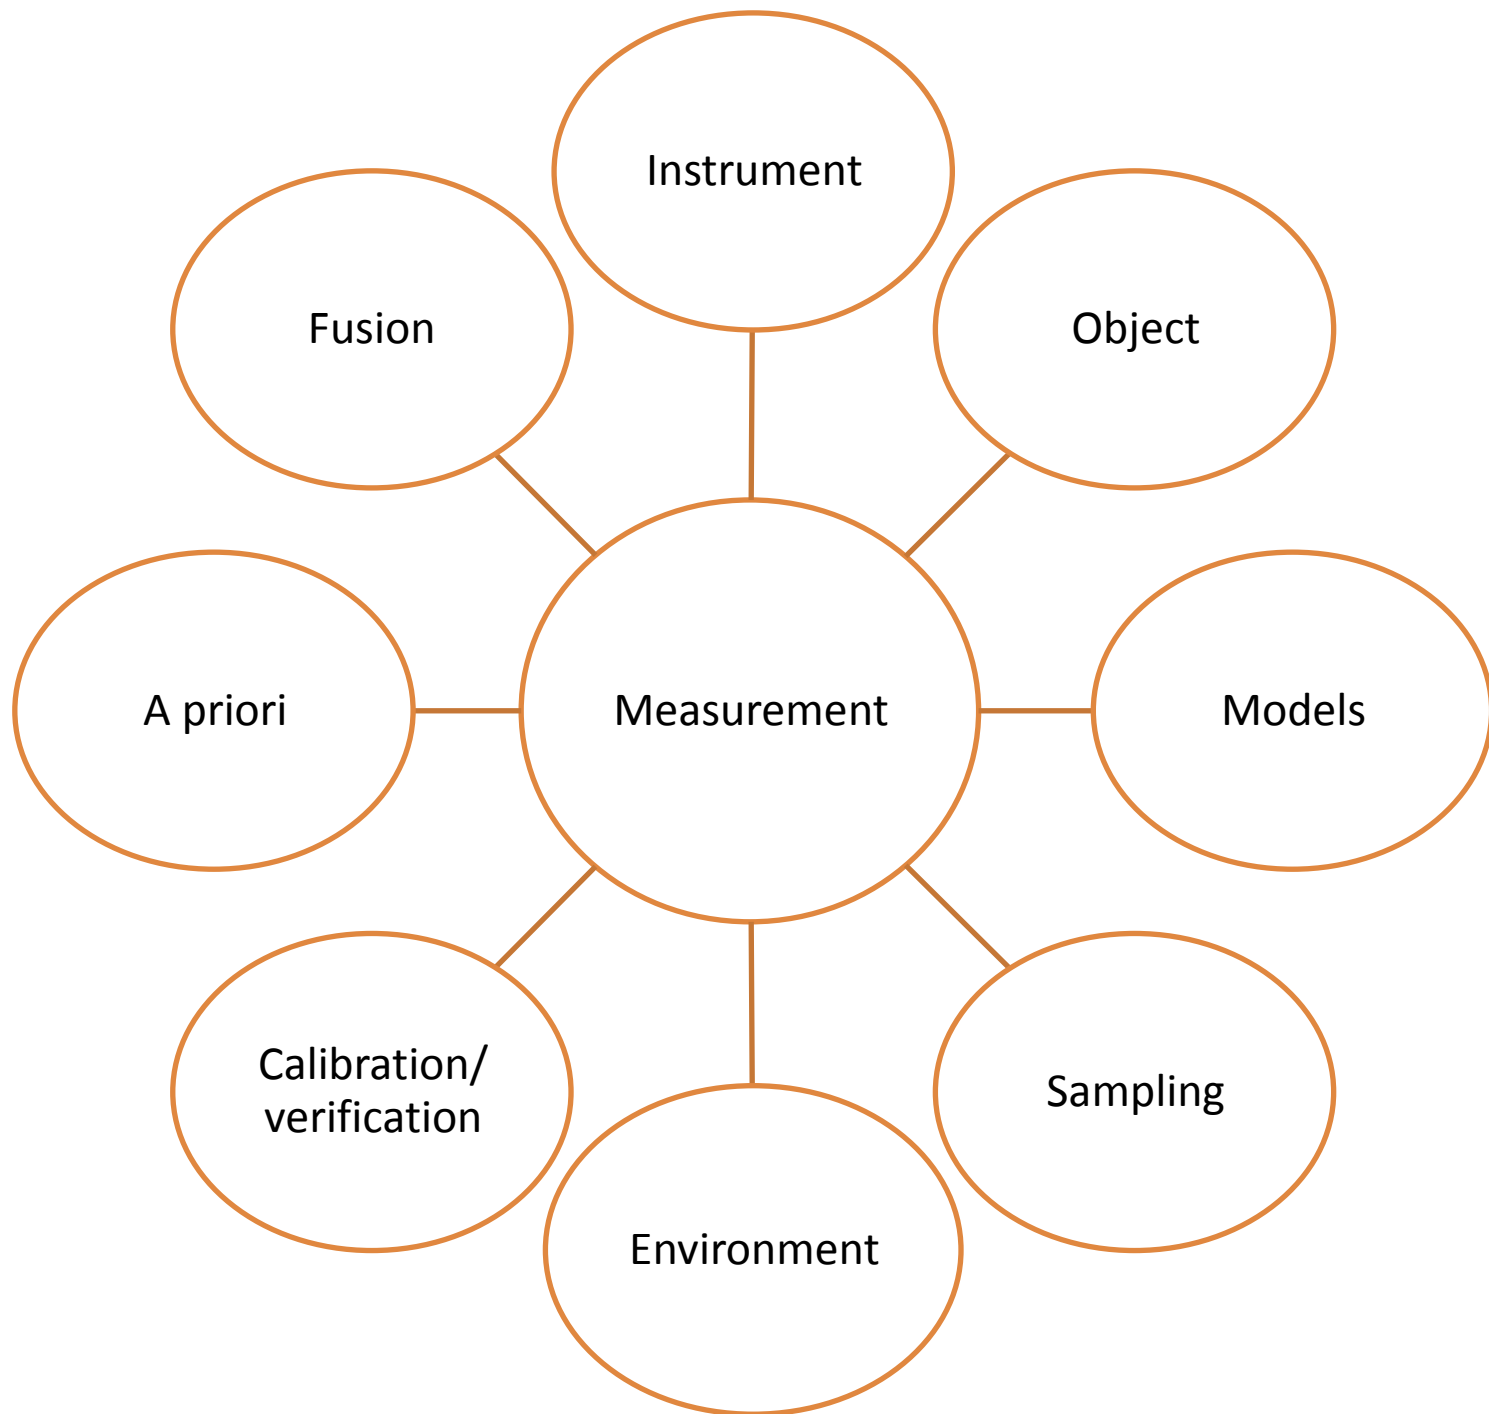 Instrument
Fusion
Object
A priori
Measurement
Models
Calibration/
verification
Sampling
Environment